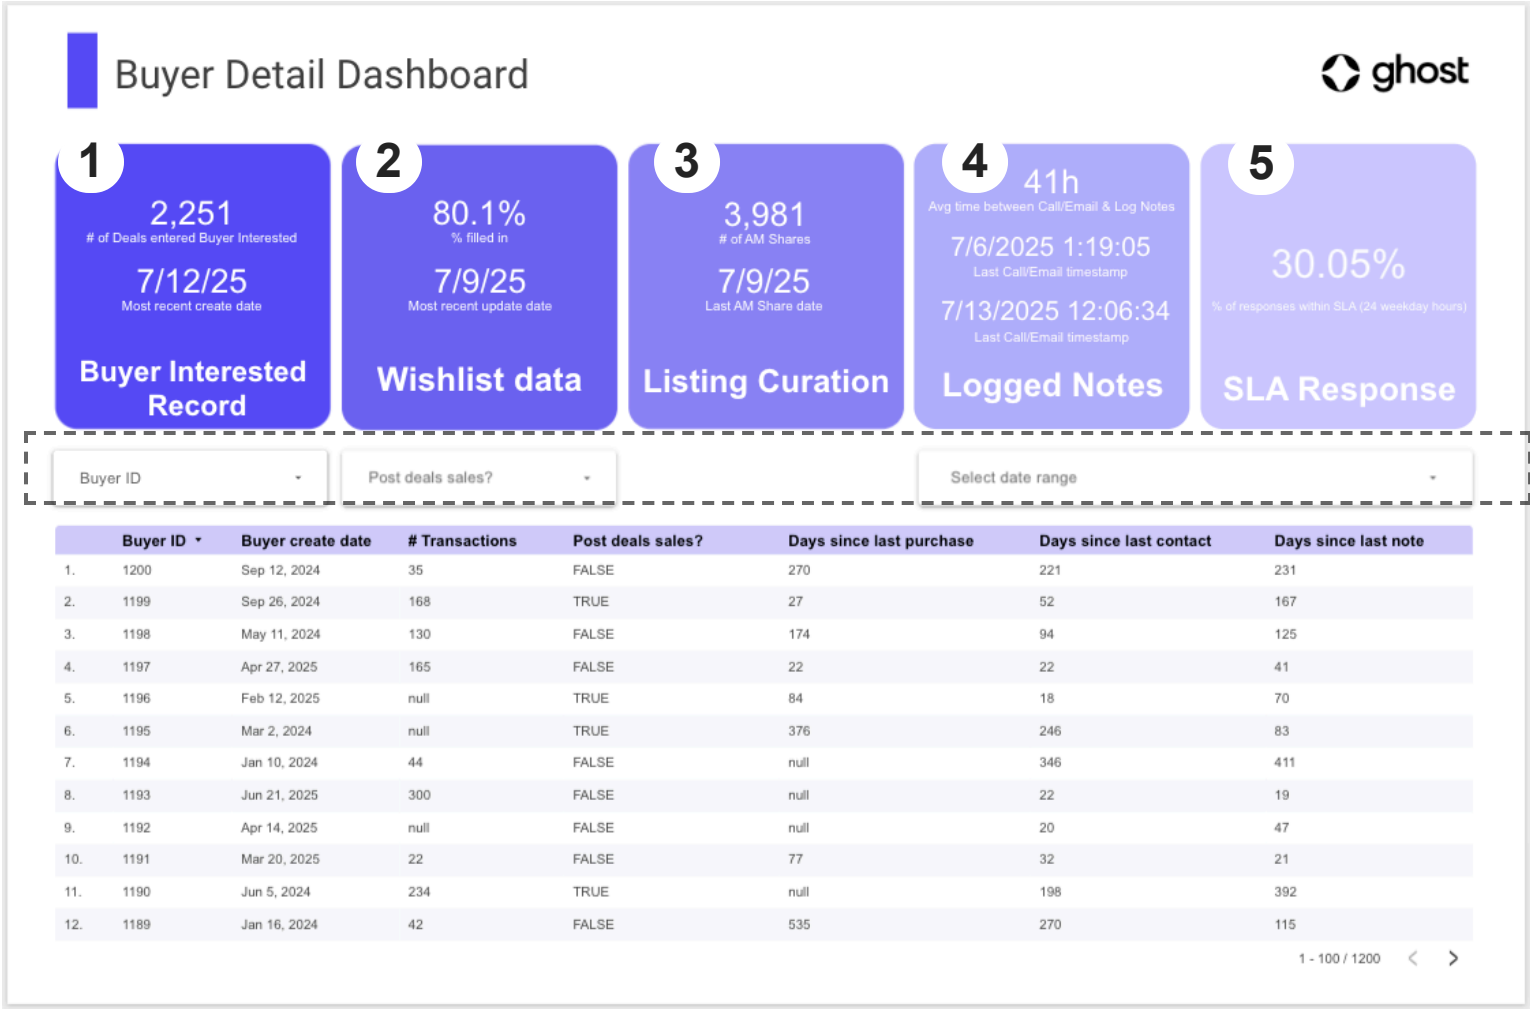 Buyer Detail Dashboard
ghost
1
2,251
# of Deals entered Buyer Interested
7/12/25
Most recent create date
Buyer Interested
Record
2
80.1%
% filled in
7/9/25
Most recent update date
Wishlist data
3
3,981
# of AM Shares
7/9/25
Last AM Share date
Listing Curation
4
41h
Avg time between Call/Email & Log Notes
7/6/2025 1:19:05
Last Call/Email timestamp
7/13/2025 12:06:34
Last Call/Email timestamp
Logged Notes
5
30.05%
% of responses within SLA (24 weekday hours)
SLA Response
Buyer ID
Post deals sales?
Select date range
Buyer ID Buyer create date # Transactions Post deals sales? Days since last purchase Days since last contact Days since last note
1. 1200 Sep 12, 2024 35 FALSE 270 221 231
2. 1199 Sep 26, 2024 168 TRUE 27 52 167
3. 1198 May 11, 2024 130 FALSE 174 94 125
4. 1197 Apr 27, 2025 165 FALSE 22 22 41
5. 1196 Feb 12, 2025 null TRUE 84 18 70
6. 1195 Mar 2, 2024 null TRUE 376 246 83
7. 1194 Jan 10, 2024 44 FALSE null 346 411
8. 1193 Jun 21, 2025 300 FALSE null 22 19
9. 1192 Apr 14, 2025 null FALSE null 20 47
10. 1191 Mar 20, 2025 22 FALSE 77 32 21
11. 1190 Jun 5, 2024 234 TRUE null 198 392
12. 1189 Jan 16, 2024 42 FALSE 535 270 115
1 - 100 / 1200